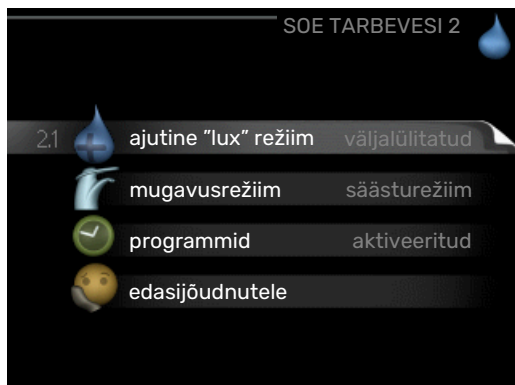 SOE TARBEVESI 2
2.1 ajutine ”lux” režiim väljalülitatud
mugavusrežiim säästurežiim
programmid aktiveeritud
edasijõudnutele